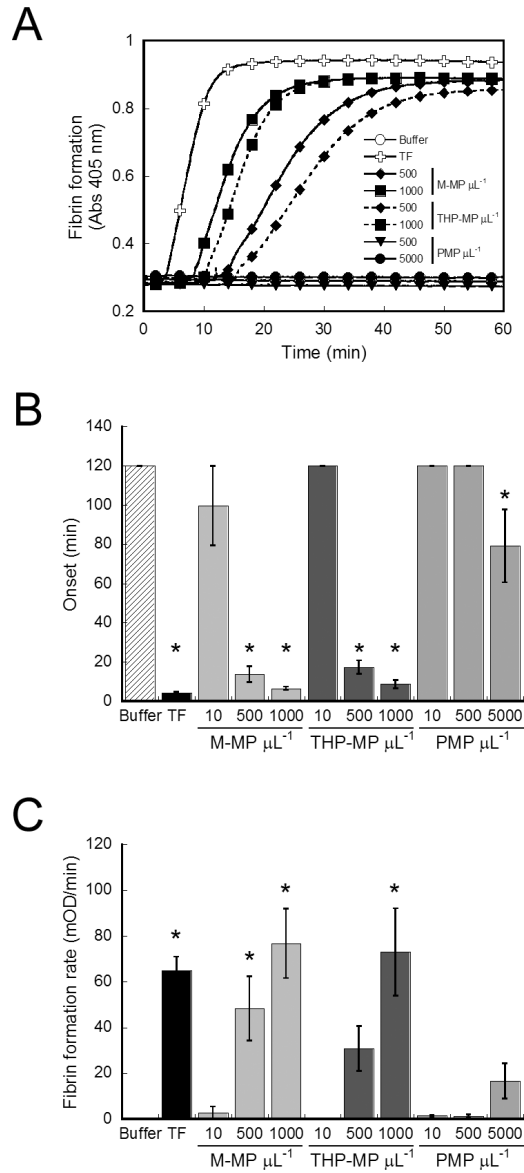 A
Fibrin formation
(Abs 405 nm)
1
0.8
0.6
0.4
0.2
0 10 20 30 40 50 60
Time (min)
Buffer
TF
500
1000
M-MP μL-1
500
1000
THP-MP μL-1
500
5000
PMP μL-1
B
Onset (min)
140
120
100
80
60
40
20
0
* * * * * *
Buffer TF 10 500 1000 10 500 1000 10 500 5000
M-MP μL-1 THP-MP μL-1 PMP μL-1
C
Fibrin formation rate (mOD/min)
120
100
80
60
40
20
0
* * * *
Buffer TF 10 500 1000 10 500 1000 10 500 5000
M-MP μL-1 THP-MP μL-1 PMP μL-1